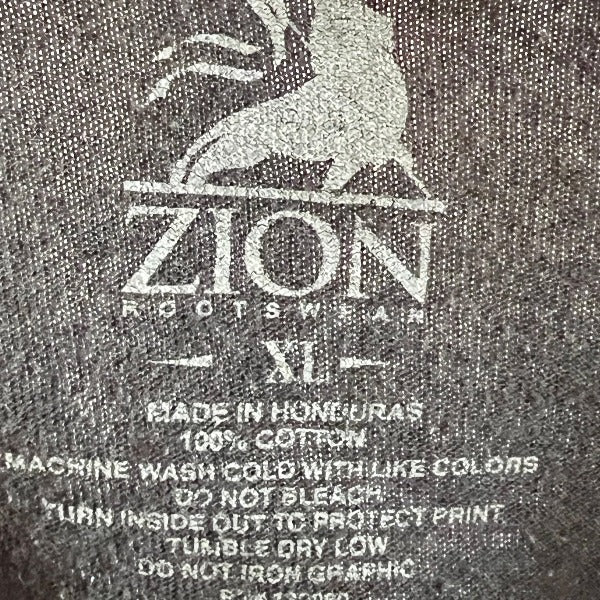 ZION
ROOTSWEAR
XL
MADE IN HONDURAS
100% COTTON
MACHINE WASH COLD WITH LIKE COLORS
DO NOT BLEACH
TURN INSIDE OUT TO PROTECT PRINT
TUMBLE DRY LOW
DO NOT IRON GRAPHIC